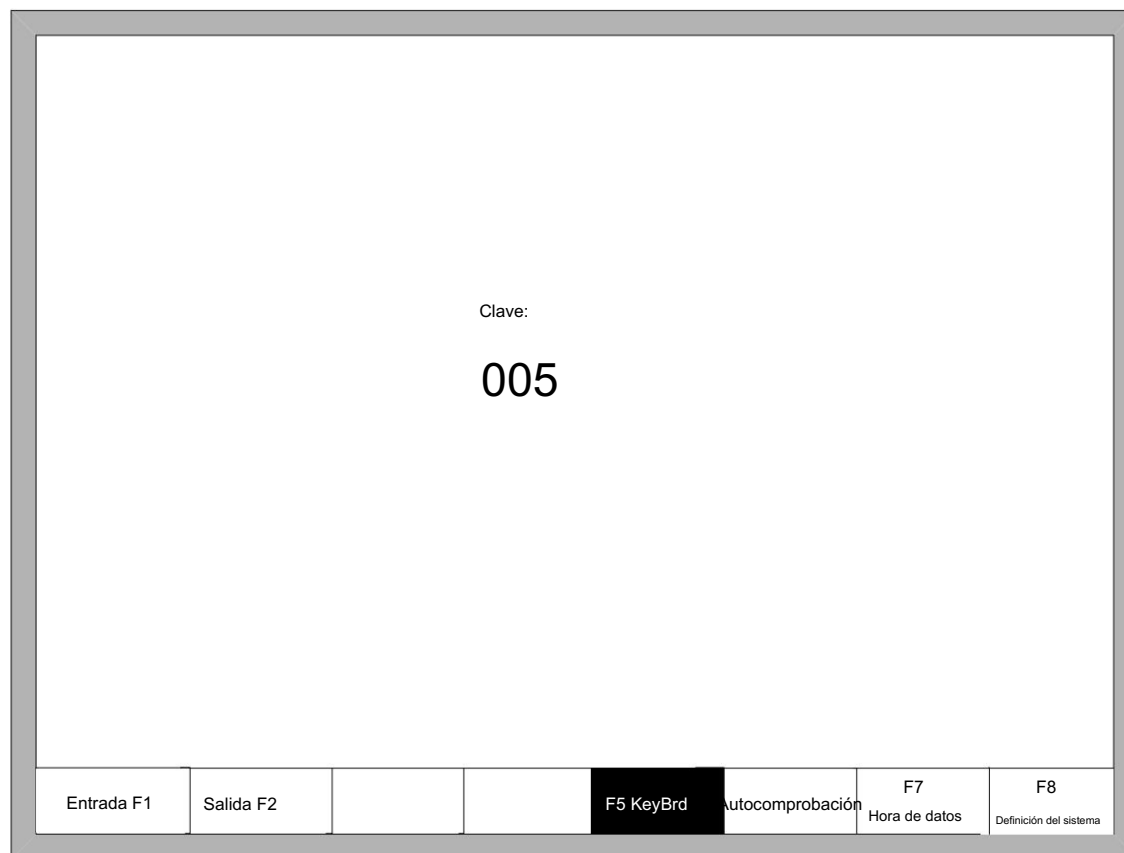 Clave:
005
Entrada F1
Salida F2
F5 KeyBrd
Autocomprobación
F7
Hora de datos
F8
Definición del sistema